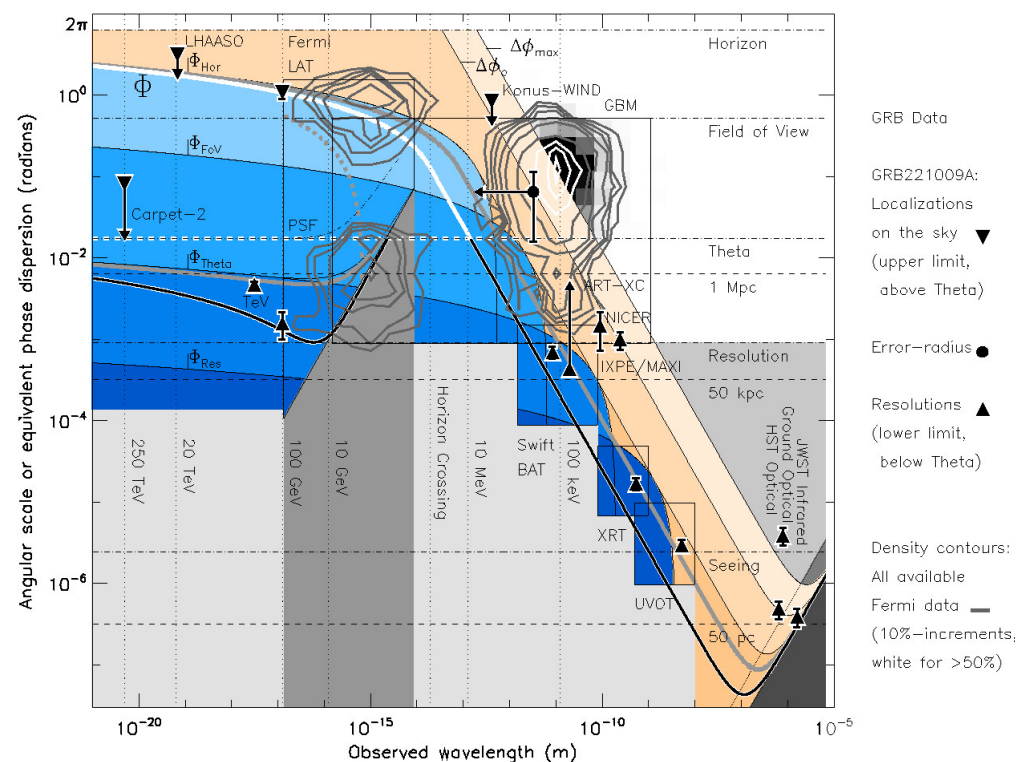 2π
10⁰
10⁻²
10⁻⁴
10⁻⁶
Angular scale or equivalent phase dispersion (radians)
LHAASO
Φ_Hor
Φ
Fermi
LAT
Δϕ_max
Δϕ_o
Horizon
Konus-WIND
GBM
Field of View
Φ_FoV
Carpet-2
PSF
Φ_Theta
Theta
TeV
1 Mpc
ART-XC
NICER
Φ_Res
Resolution
IXPE/MAXI
50 kpc
250 TeV
20 TeV
100 GeV
10 GeV
Horizon Crossing
10 MeV
100 keV
Swift
BAT
XRT
UVOT
HST Optical
Ground Optical
JWST Infrared
Seeing
50 pc
10⁻²⁰
10⁻¹⁵
10⁻¹⁰
10⁻⁵
Observed wavelength (m)
GRB Data
GRB221009A:
Localizations
on the sky
(upper limit,
above Theta)
Error-radius
Resolutions
(lower limit,
below Theta)
Density contours:
All available
Fermi data
(10%-increments,
white for >50%)